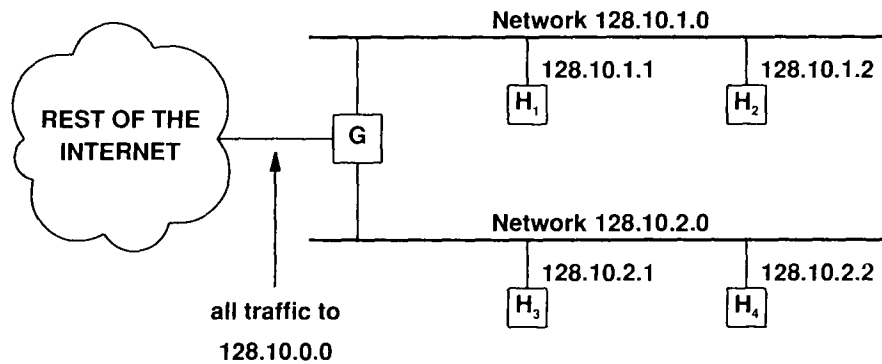 Network 128.10.1.0
128.10.1.1
128.10.1.2
H₁
H₂
REST OF THE
INTERNET
G
Network 128.10.2.0
128.10.2.1
128.10.2.2
H₃
H₄
all traffic to
128.10.0.0